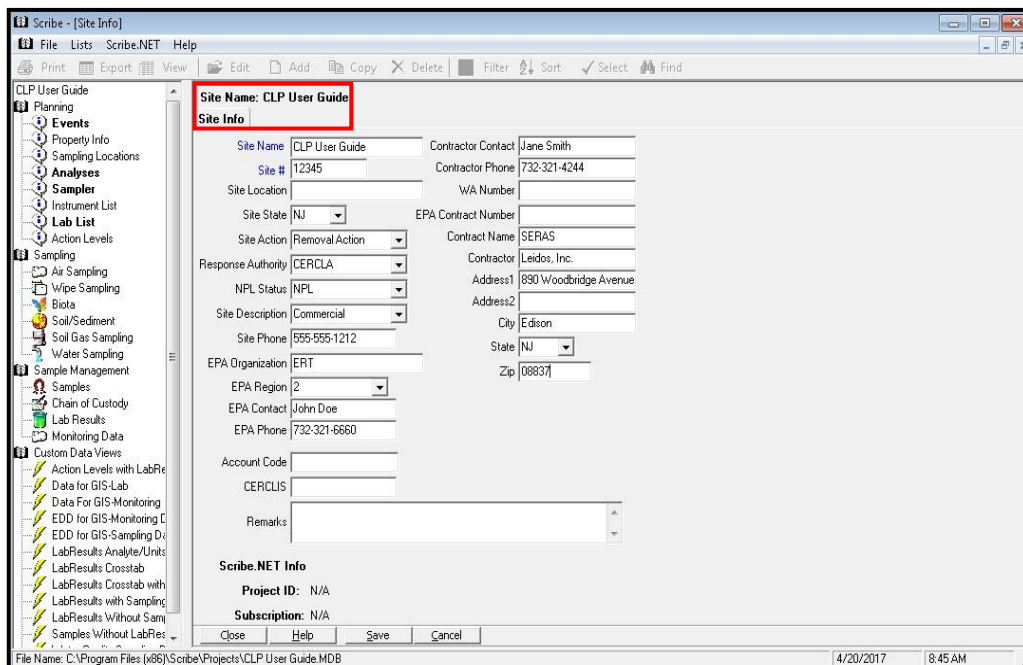 Scribe - [Site Info]
File Lists Scribe.NET Help
Print Export View Edit Add Copy Delete Filter Sort Select Find
CLP User Guide
Planning
Events
Property Info
Sampling Locations
Analyses
Sampler
Instrument List
Lab List
Action Levels
Sampling
Air Sampling
Wipe Sampling
Biota
Soil/Sediment
Soil Gas Sampling
Water Sampling
Sample Management
Samples
Chain of Custody
Lab Results
Monitoring Data
Custom Data Views
Action Levels with LabRe
Data for GIS-Lab
Data For GIS-Monitoring
EDD for GIS-Monitoring D
EDD for GIS-Sampling Da
LabResults Analyte/Units
LabResults Crosstab
LabResults Crosstab with
LabResults with Sampling
LabResults Without Samp
Samples Without LabRes
Site Name: CLP User Guide
Site Info
Site Name CLP User Guide
Site # 12345
Site Location
Site State NJ
Site Action Removal Action
Response Authority CERCLA
NPL Status NPL
Site Description Commercial
Site Phone 555-555-1212
EPA Organization ERT
EPA Region 2
EPA Contact John Doe
EPA Phone 732-321-6660
Account Code
CERCLIS
Remarks
Contractor Contact Jane Smith
Contractor Phone 732-321-4244
WA Number
EPA Contract Number
Contract Name SERAS
Contractor Leidos, Inc.
Address1 890 Woodbridge Avenue
Address2
City Edison
State NJ
Zip 08837
Scribe.NET Info
Project ID: N/A
Subscription: N/A
Close Help Save Cancel
File Name: C:\Program Files (x86)\Scribe\Projects\CLP User Guide.MDB 4/20/2017 8:45 AM